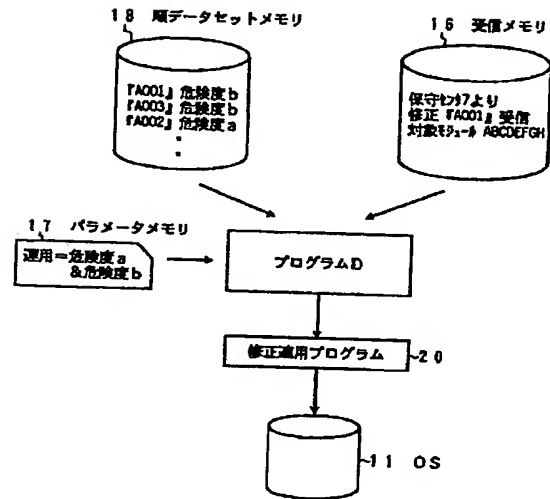 18 順データセットメモリ
『A001』危険度b
『A003』危険度b
『A002』危険度a
・
・
16 受信メモリ
保守センタ7より
修正『A001』受信
対象モジュール ABCDEFGH
17 パラメータメモリ
運用=危険度a
&危険度b
プログラムD
修正適用プログラム
20
11 OS